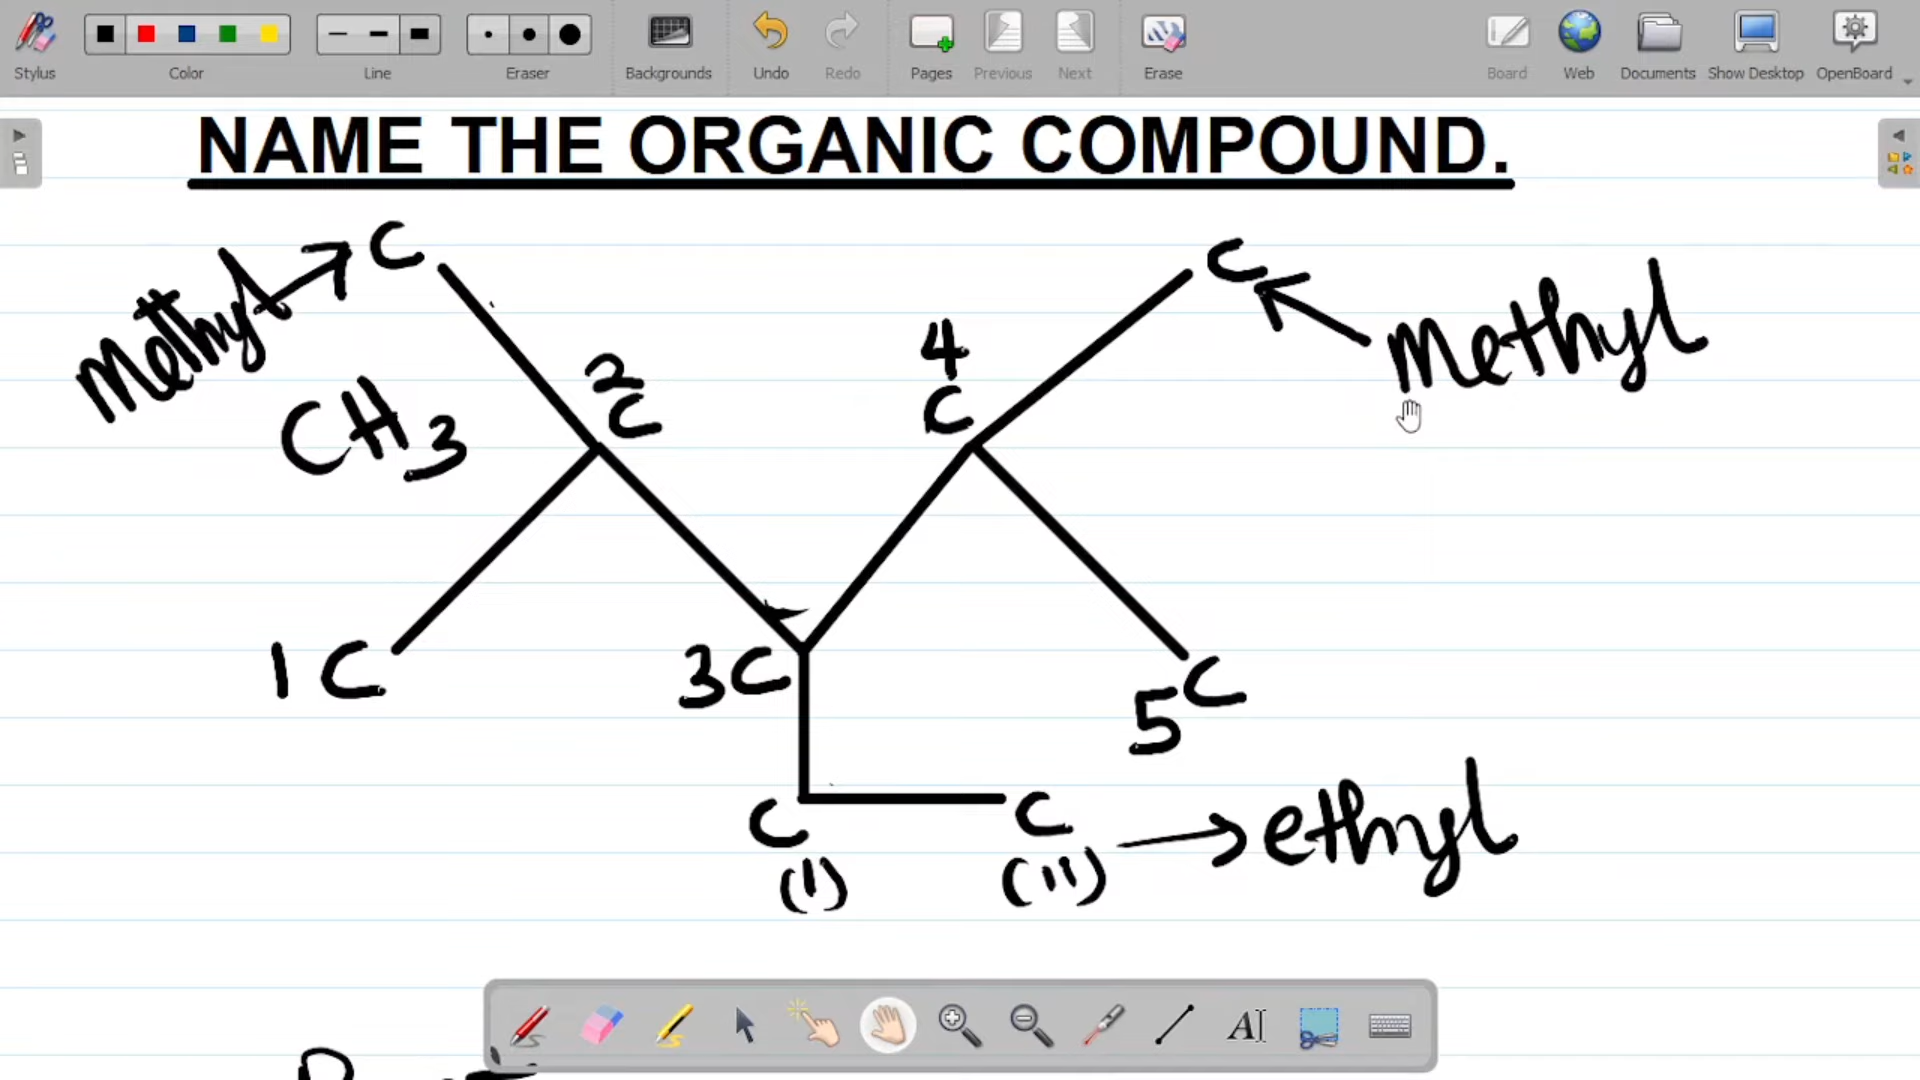 Stylus
Color
Line
Eraser
Backgrounds
Undo
Redo
Pages
Previous
Next
Erase
Board
Web
Documents
Show Desktop
OpenBoard
NAME THE ORGANIC COMPOUND.
Methyl
C
C
Methyl
CH3
2
C
4
C
1 C
3C
5C
C
(I)
C
(II)
ethyl